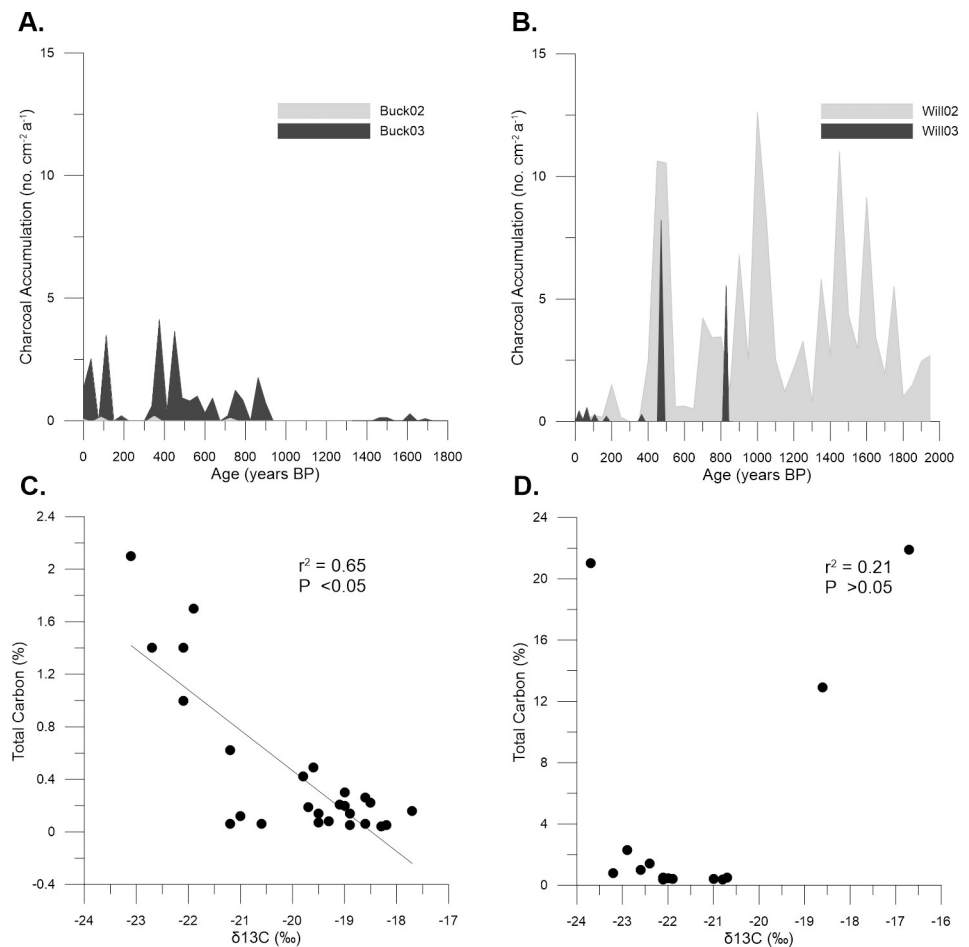 A.
15
10
5
0
Charcoal Accumulation (no. cm⁻² a⁻¹)
Buck02
Buck03
0 200 400 600 800 1000 1200 1400 1600 1800
Age (years BP)
B.
15
10
5
0
Charcoal Accumulation (no. cm⁻² a⁻¹)
Will02
Will03
0 200 400 600 800 1000 1200 1400 1600 1800 2000
Age (years BP)
C.
2.4
2
1.6
1.2
0.8
0.4
0
-0.4
Total Carbon (%)
r² = 0.65
P <0.05
-24 -23 -22 -21 -20 -19 -18 -17
δ13C (‰)
D.
24
20
16
12
8
4
0
Total Carbon (%)
r² = 0.21
P >0.05
-24 -23 -22 -21 -20 -19 -18 -17 -16
δ13C (‰)